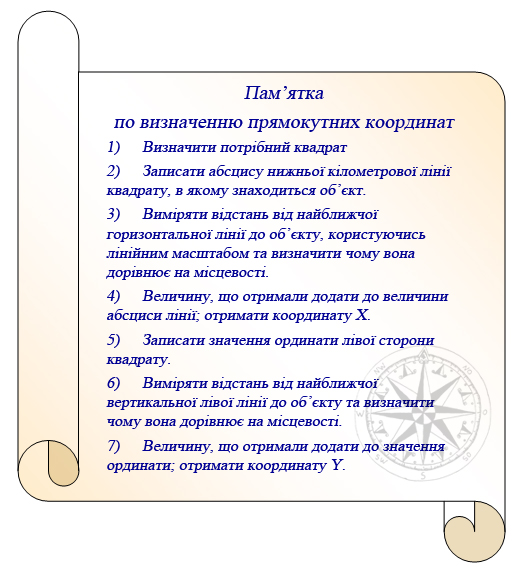 Пам’ятка
по визначенню прямокутних координат
1) Визначити потрібний квадрат
2) Записати абсцису нижньої кілометрової лінії
квадрату, в якому знаходиться об’єкт.
3) Виміряти відстань від найближчої
горизонтальної лінії до об’єкту, користуючись
лінійним масштабом та визначити чому вона
дорівнює на місцевості.
4) Величину, що отримали додати до величини
абсциси лінії; отримати координату X.
5) Записати значення ординати лівої сторони
квадрату.
6) Виміряти відстань від найближчої
вертикальної лівої лінії до об’єкту та визначити
чому вона дорівнює на місцевості.
7) Величину, що отримали додати до значення
ординати; отримати координату Y.